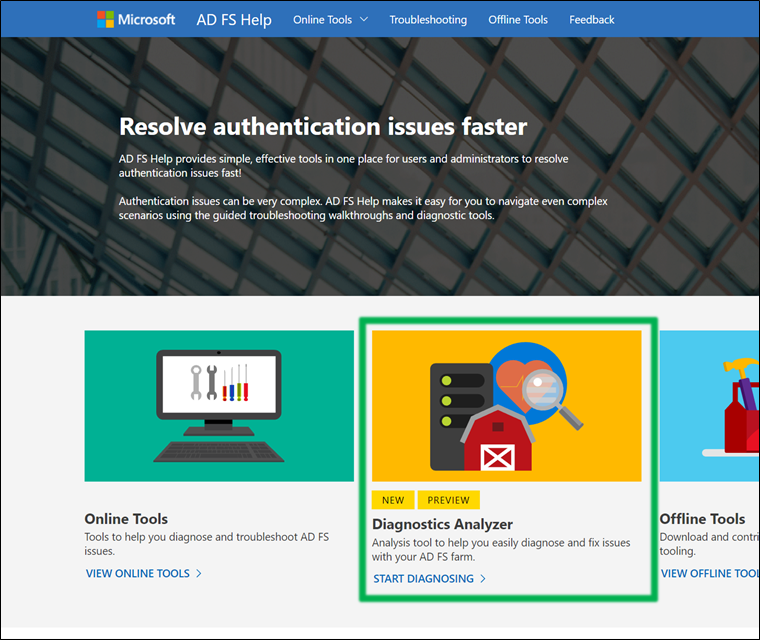 Microsoft AD FS Help Online Tools Troubleshooting Offline Tools Feedback
Resolve authentication issues faster
AD FS Help provides simple, effective tools in one place for users and administrators to resolve
authentication issues fast!
Authentication issues can be very complex. AD FS Help makes it easy for you to navigate even complex
scenarios using the guided troubleshooting walkthroughs and diagnostic tools.
Online Tools
Tools to help you diagnose and troubleshoot AD FS
issues.
VIEW ONLINE TOOLS
NEW PREVIEW
Diagnostics Analyzer
Analysis tool to help you easily diagnose and fix issues
with your AD FS farm.
START DIAGNOSING
Offline Tools
Download and contri
tooling.
VIEW OFFLINE TOOL